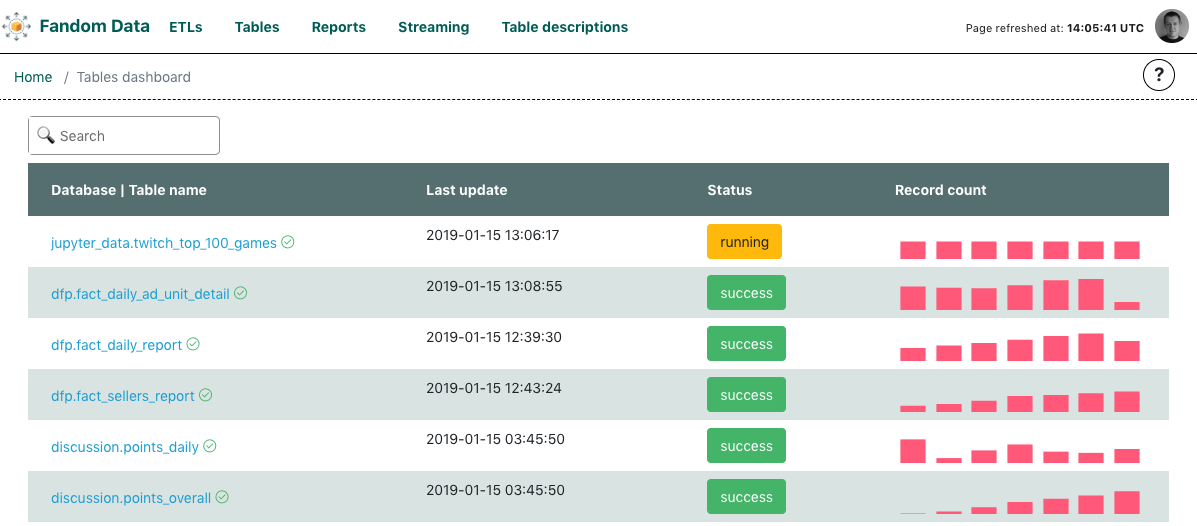 Fandom Data ETLs Tables Reports Streaming Table descriptions Page refreshed at: 14:05:41 UTC
Home / Tables dashboard ?
Search
Database | Table name Last update Status Record count
jupyter_data.twitch_top_100_games 2019-01-15 13:06:17 running
dfp.fact_daily_ad_unit_detail 2019-01-15 13:08:55 success
dfp.fact_daily_report 2019-01-15 12:39:30 success
dfp.fact_sellers_report 2019-01-15 12:43:24 success
discussion.points_daily 2019-01-15 03:45:50 success
discussion.points_overall 2019-01-15 03:45:50 success